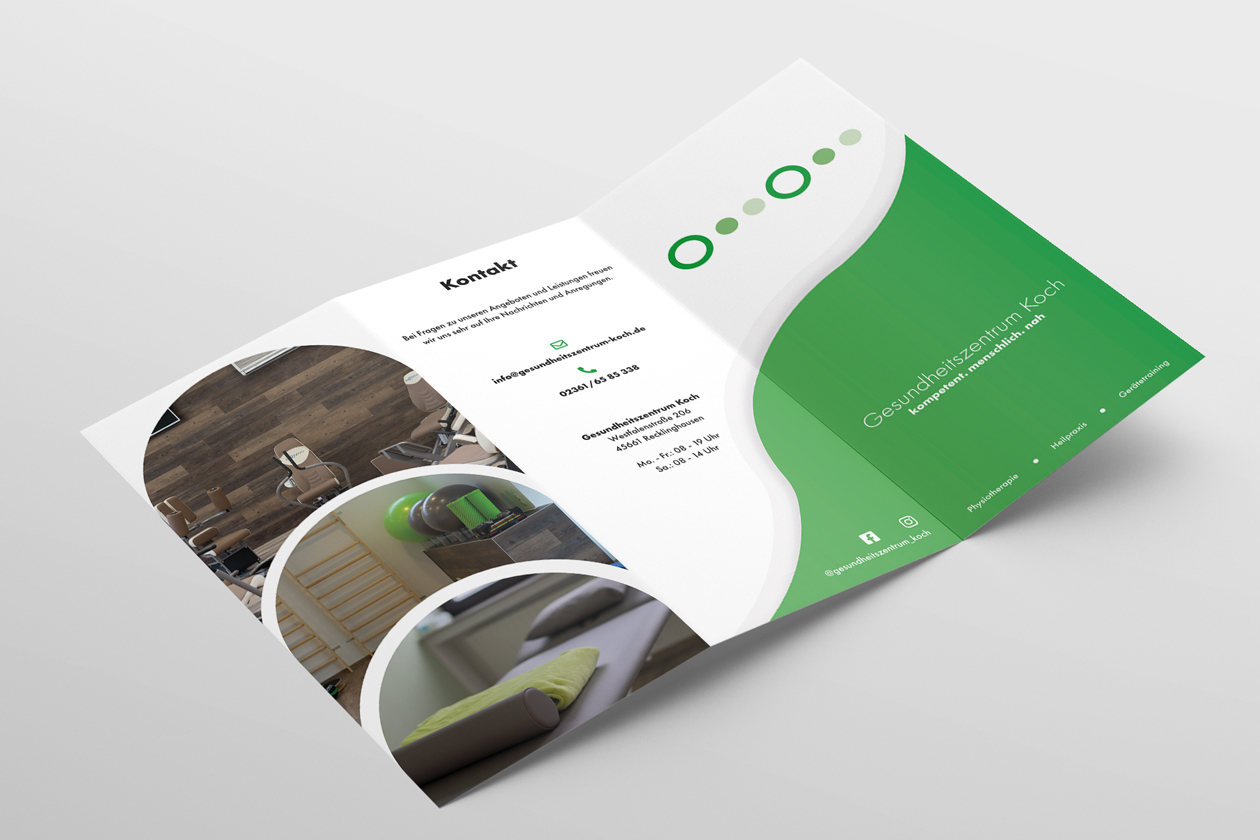 Kontakt
Bei Fragen zu unseren Angeboten und Leistungen freuen
wir uns sehr auf Ihre Nachrichten und Anregungen.
info@gesundheitszentrum-koch.de
02361 / 65 85 338
Gesundheitszentrum Koch
Westfalenstraße 206
45661 Recklinghausen
Mo. - Fr.: 08 - 19 Uhr
Sa.: 08 - 14 Uhr
@gesundheitszentrum_koch
Gesundheitszentrum Koch
kompetent. menschlich. nah
Physiotherapie • Heilpraxis • Gerätetraining